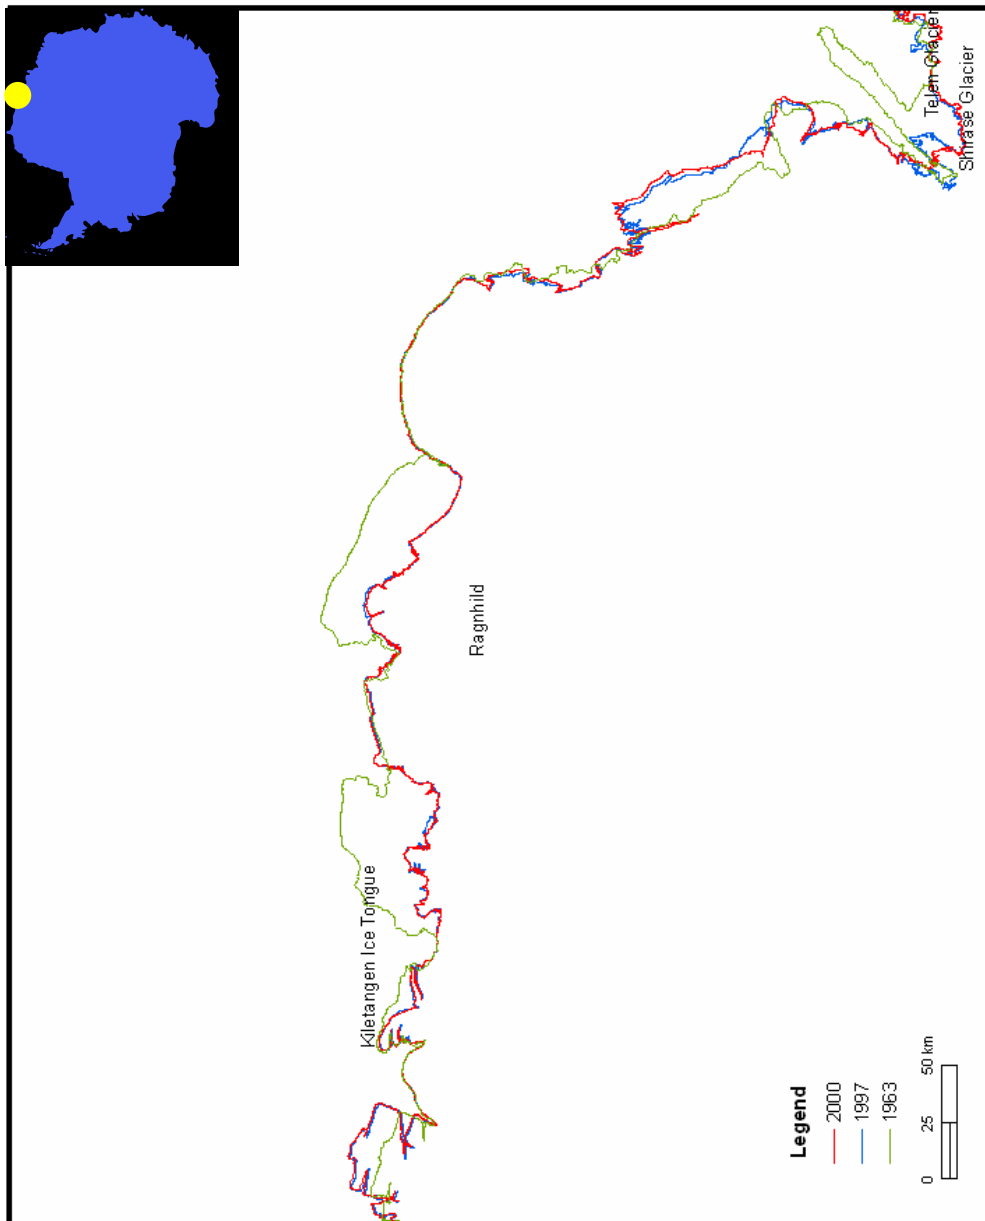 Telen Glacier
Shirase Glacier
Ragnhild
Kiletangen Ice Tongue
Legend
2000
1997
1963
0 25 50 km